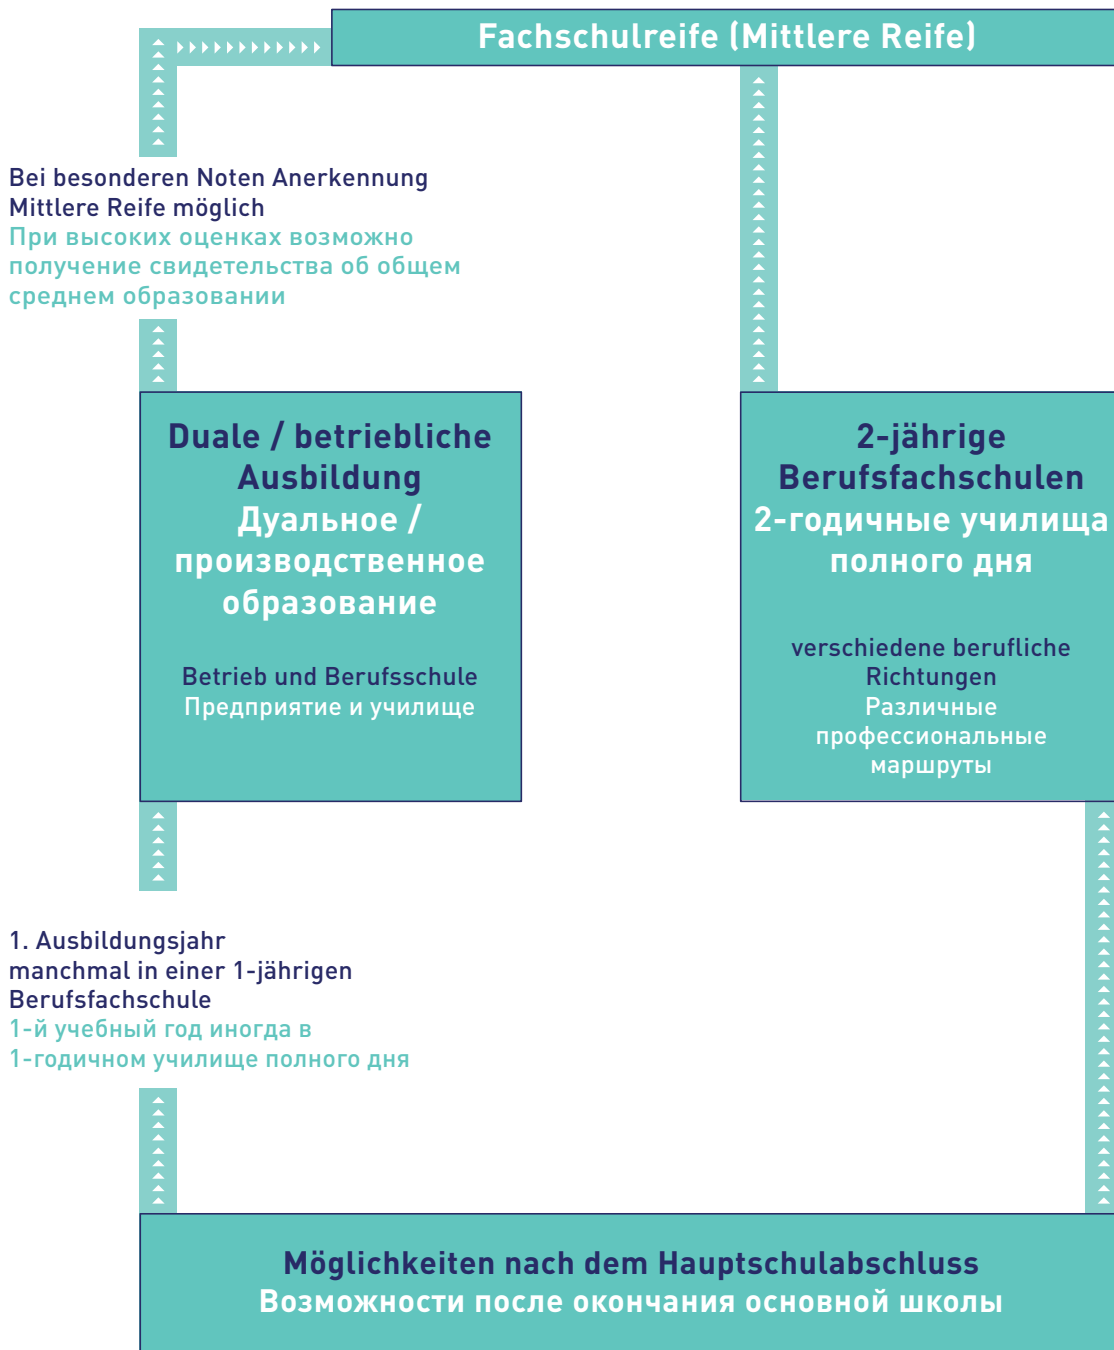 Fachschulreife (Mittlere Reife)
Bei besonderen Noten Anerkennung
Mittlere Reife möglich
При высоких оценках возможно
получение свидетельства об общем
среднем образовании
Duale / betriebliche
Ausbildung
Дуальное /
производственное
образование
Betrieb und Berufsschule
Предприятие и училище
2-jährige
Berufsfachschulen
2-годичные училища
полного дня
verschiedene berufliche
Richtungen
Различные
профессиональные
маршруты
1. Ausbildungsjahr
manchmal in einer 1-jährigen
Berufsfachschule
1-й учебный год иногда в
1-годичном училище полного дня
Möglichkeiten nach dem Hauptschulabschluss
Возможности после окончания основной школы